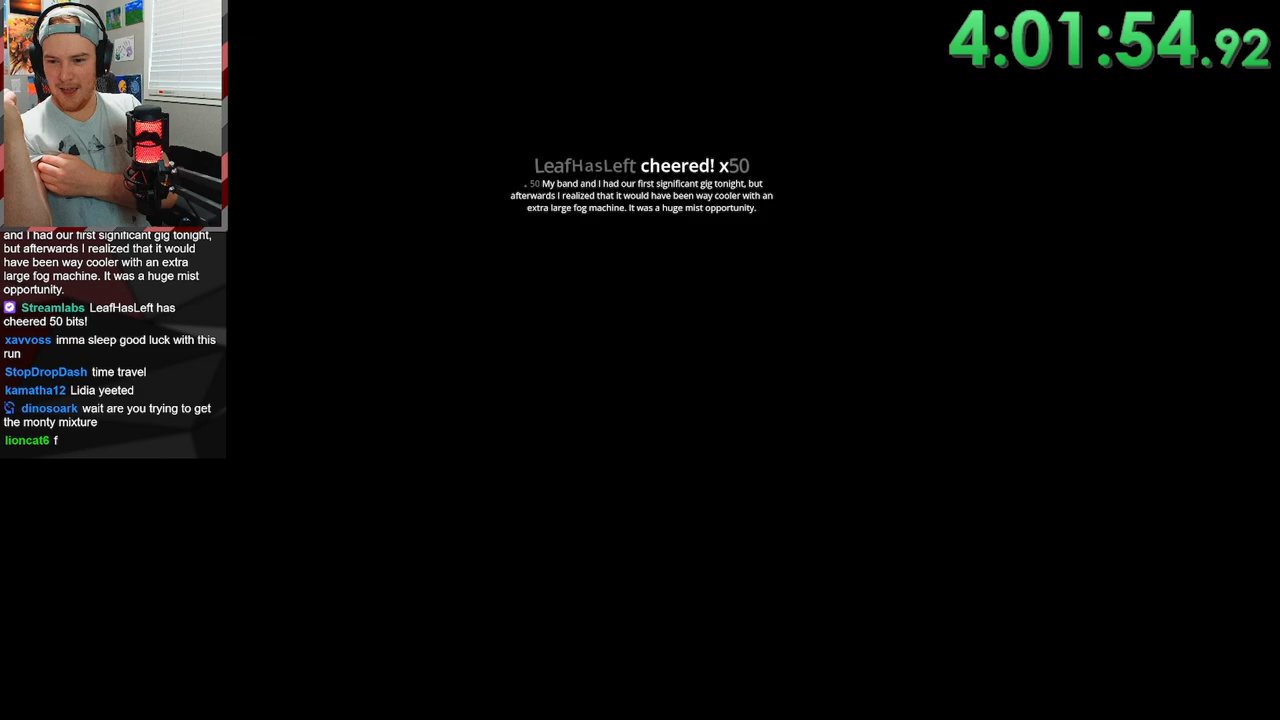 4:01:54.92
LeafHasLeft cheered! x50
. 50 My band and I had our first significant gig tonight, but
afterwards I realized that it would have been way cooler with an
extra large fog machine. It was a huge mist opportunity.
and I had our first significant gig tonight,
but afterwards I realized that it would
have been way cooler with an extra
large fog machine. It was a huge mist
opportunity.
Streamlabs LeafHasLeft has
cheered 50 bits!
xavvoss imma sleep good luck with this
run
StopDropDash time travel
kamatha12 Lidia yeeted
dinosoark wait are you trying to get
the monty mixture
lioncat6 f